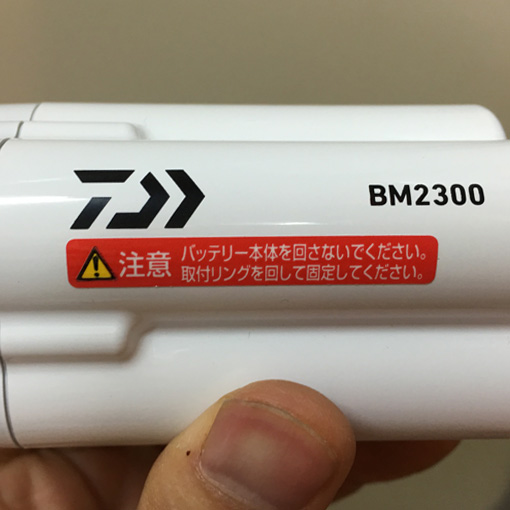 BM2300
注意
バッテリー本体を回さないでください。
取付リングを回して固定してください。